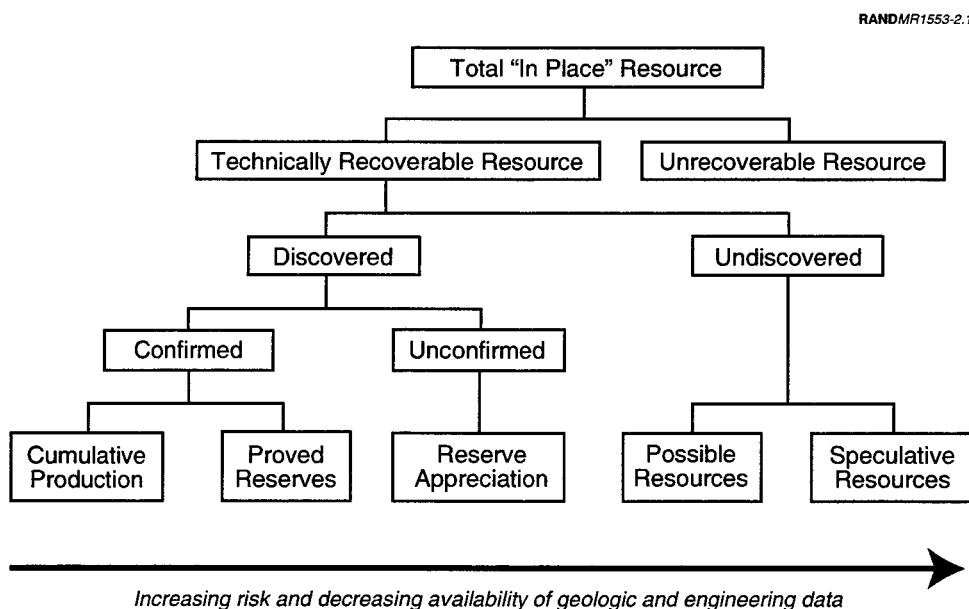 RANDMR1553-2.1
Total “In Place” Resource
Technically Recoverable Resource
Unrecoverable Resource
Discovered
Undiscovered
Confirmed
Unconfirmed
Cumulative
Production
Proved
Reserves
Reserve
Appreciation
Possible
Resources
Speculative
Resources
Increasing risk and decreasing availability of geologic and engineering data